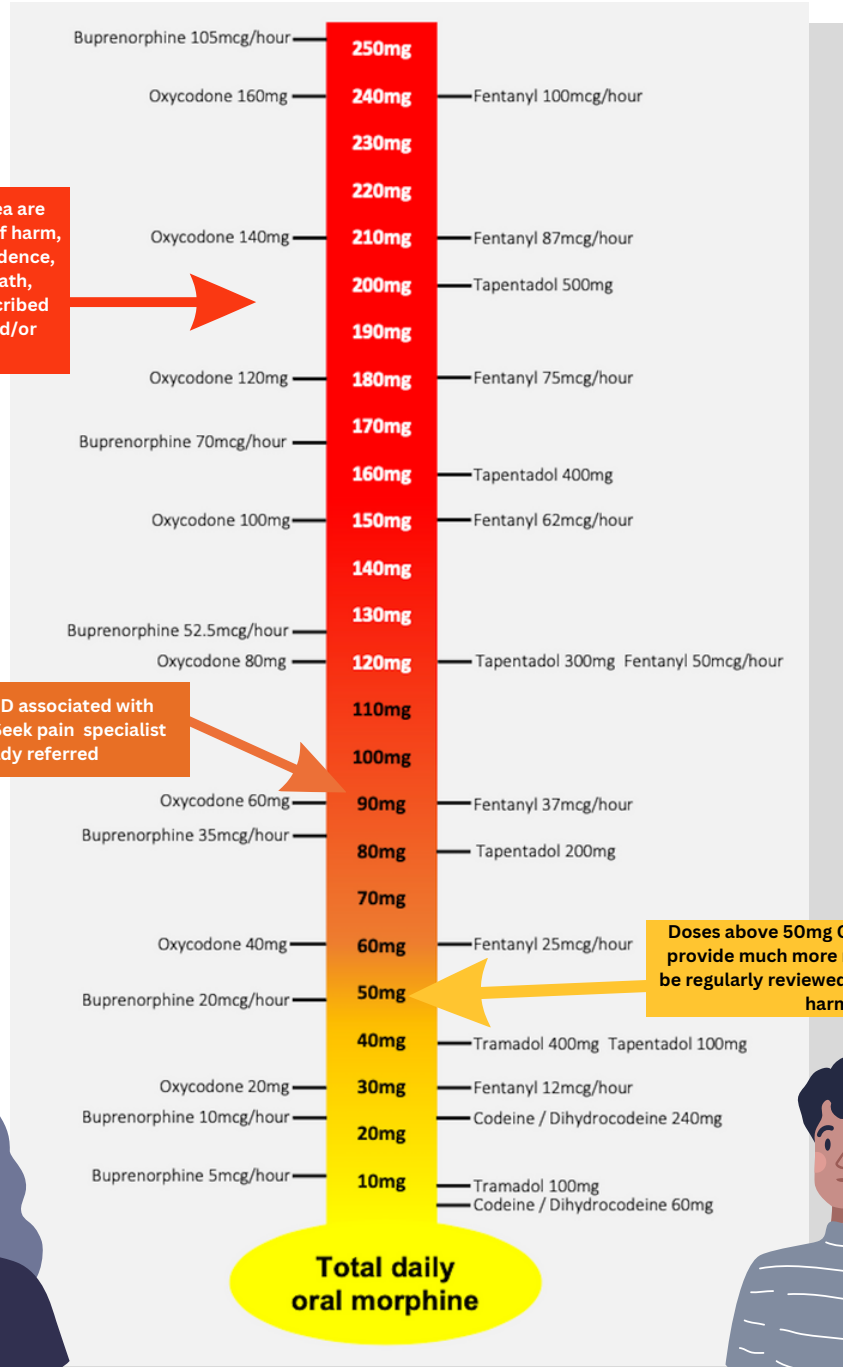 Buprenorphine 105mcg/hour
250mg
Oxycodone 160mg
240mg
Fentanyl 100mcg/hour
230mg
220mg
ea are
f harm,
dence,
ath,
cribed
d/or
Oxycodone 140mg
210mg
Fentanyl 87mcg/hour
200mg
Tapentadol 500mg
190mg
Oxycodone 120mg
180mg
Fentanyl 75mcg/hour
170mg
Buprenorphine 70mcg/hour
160mg
Tapentadol 400mg
Oxycodone 100mg
150mg
Fentanyl 62mcg/hour
140mg
130mg
Buprenorphine 52.5mcg/hour
Oxycodone 80mg
120mg
Tapentadol 300mg Fentanyl 50mcg/hour
D associated with
Seek pain specialist
dy referred
110mg
100mg
Oxycodone 60mg
90mg
Fentanyl 37mcg/hour
Buprenorphine 35mcg/hour
80mg
Tapentadol 200mg
70mg
Oxycodone 40mg
60mg
Fentanyl 25mcg/hour
Doses above 50mg
provide much more
be regularly reviewed
harm
50mg
Buprenorphine 20mcg/hour
40mg
Tramadol 400mg Tapentadol 100mg
Oxycodone 20mg
30mg
Fentanyl 12mcg/hour
Buprenorphine 10mcg/hour
Codeine / Dihydrocodeine 240mg
20mg
Buprenorphine 5mcg/hour
10mg
Tramadol 100mg
Codeine / Dihydrocodeine 60mg
Total daily
oral morphine